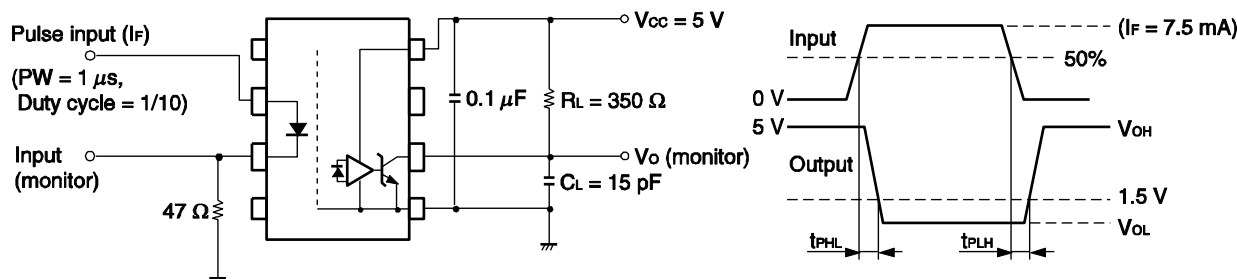 Pulse input (IF)
(PW = 1 μs,
Duty cycle = 1/10)
Input
(monitor)
47 Ω
VCC = 5 V
0.1 μF
RL = 350 Ω
VO (monitor)
CL = 15 pF
Input
(IF = 7.5 mA)
50%
0 V
5 V
VOH
Output
1.5 V
VOL
tPHL
tPLH